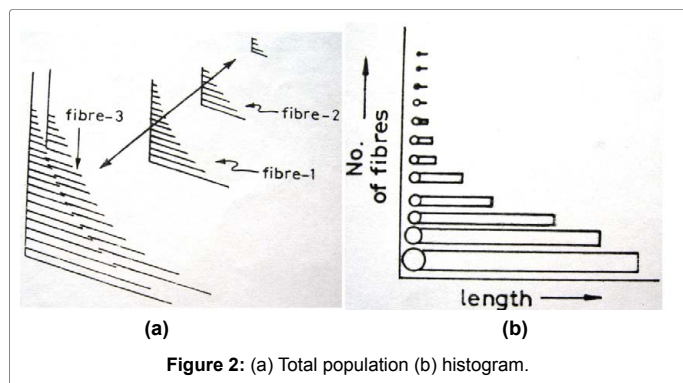 fibre-3
fibre-2
fibre-1
(a)
No.
of fibres
length
(b)
Figure 2: (a) Total population (b) histogram.